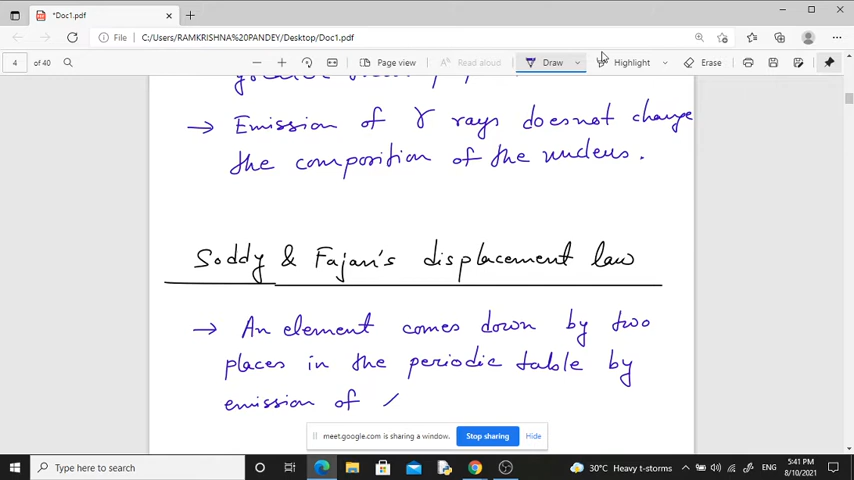 *Doc1.pdf
File C:/Users/RAMKRISHNA%20PANDEY/Desktop/Doc1.pdf
4 of 40 Page view Read aloud Draw Highlight Erase
→ Emission of γ rays doesnot change
the composition of the nucleus.
Soddy & Fajan's displacement law
→ An element comes down by two
places in the periodic table by
emission of
meet.google.com is sharing a window. Stop sharing Hide
Type here to search
30°C Heavy t-storms ENG 5:41 PM
8/10/2021